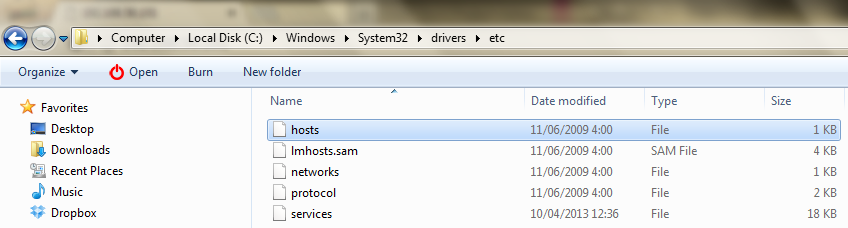 Computer Local Disk (C:) Windows System32 drivers etc
Organize Open Burn New folder
Favorites
Desktop
Downloads
Recent Places
Music
Dropbox
Name Date modified Type Size
hosts 11/06/2009 4:00 File 1 KB
lmhosts.sam 11/06/2009 4:00 SAM File 4 KB
networks 11/06/2009 4:00 File 1 KB
protocol 11/06/2009 4:00 File 2 KB
services 10/04/2013 12:36 File 18 KB